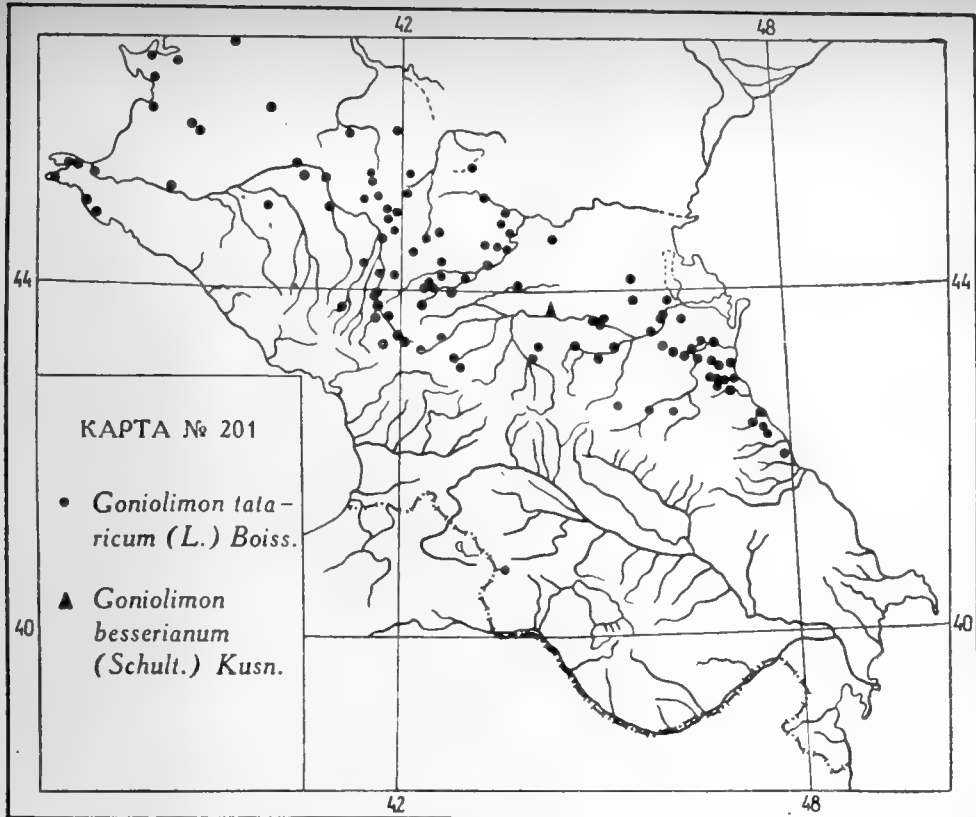 42 48
44 44
КАРТА № 201
Goniolimon tata-
ricum (L.) Boiss.
Goniolimon
besserianum
(Schult.) Kusn.
40 40
42 48